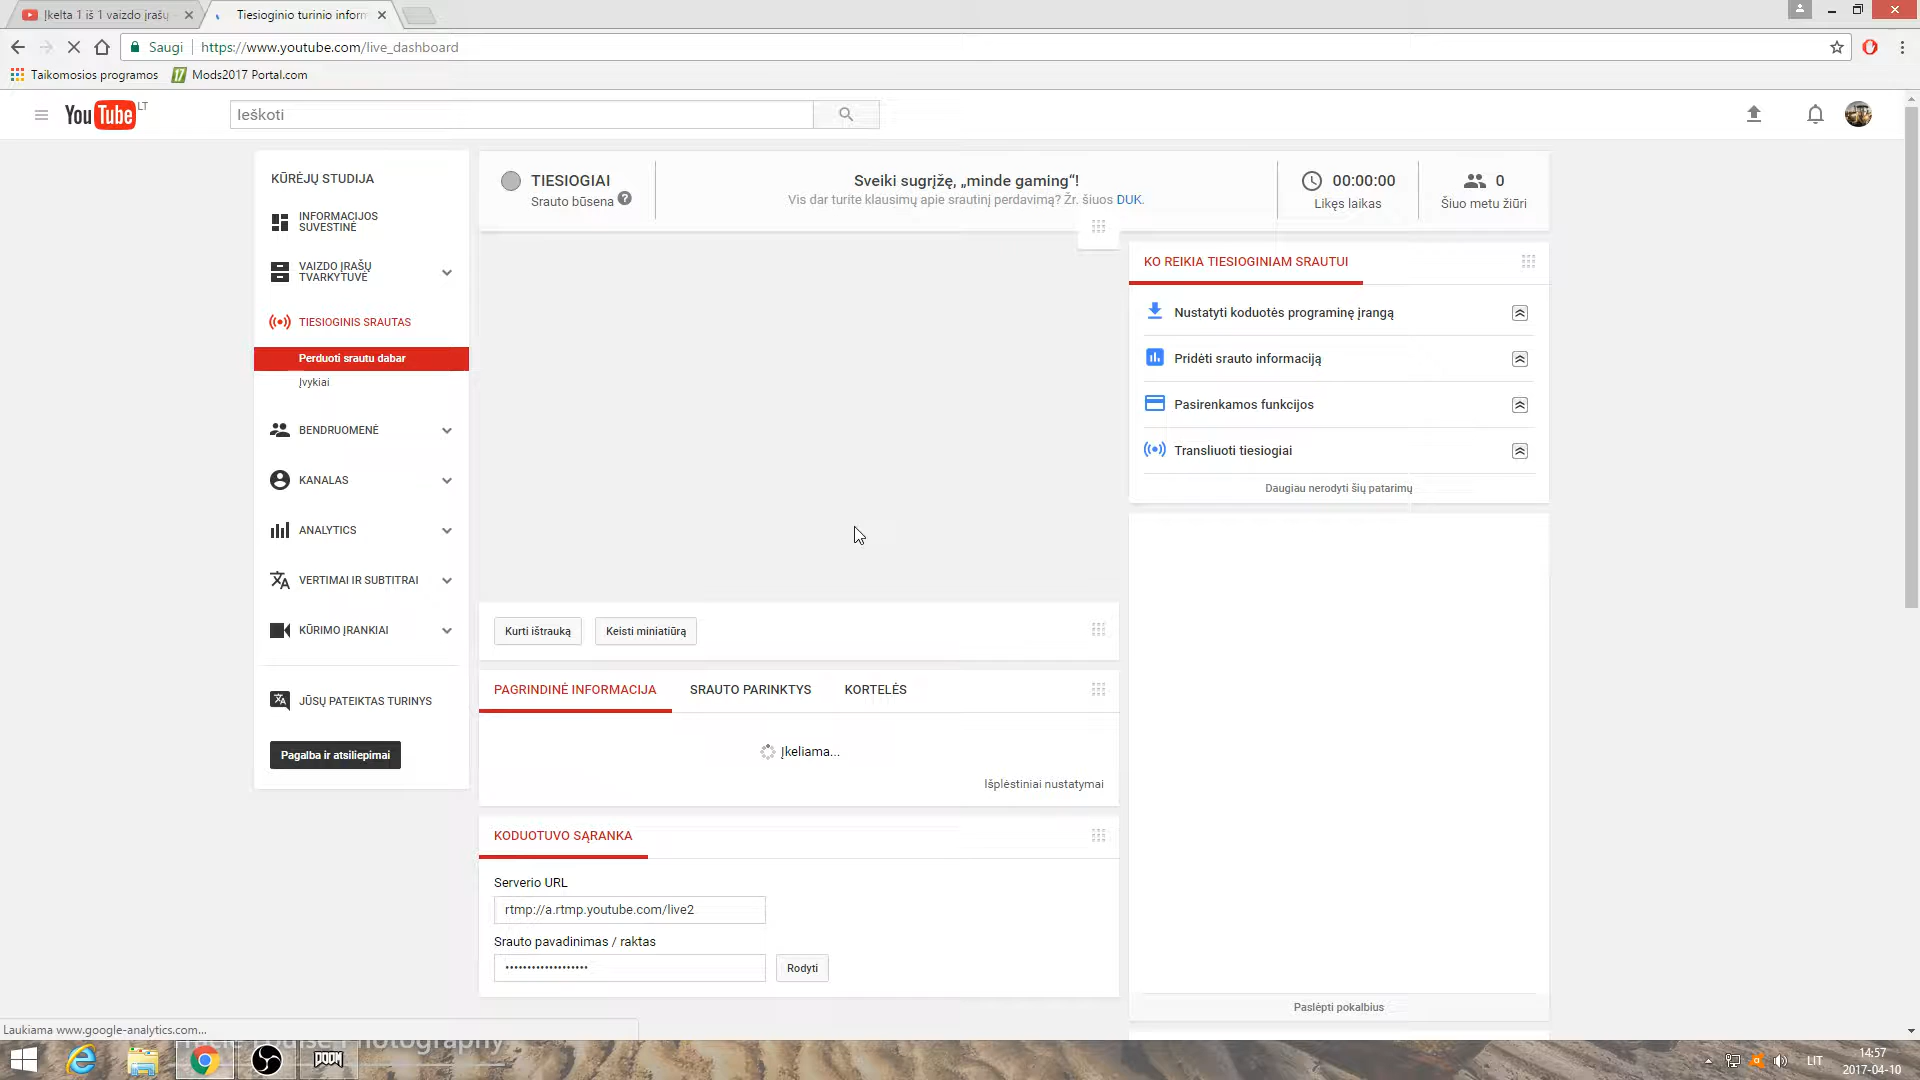 Įkelta 1 iš 1 vaizdo įrašų
Tiesioginio turinio inforr
Saugi
https://www.youtube.com/live_dashboard
Taikomosios programos
Mods2017 Portal.com
YouTube LT
Ieškoti
KŪRĖJŲ STUDIJA
INFORMACIJOS
SUVESTINĖ
VAIZDO ĮRAŠŲ
TVARKYTUVĖ
TIESIOGINIS SRAUTAS
Perduoti srautu dabar
Įvykiai
BENDRUOMENĖ
KANALAS
ANALYTICS
VERTIMAI IR SUBTITRAI
KŪRIMO ĮRANKIAI
JŪSŲ PATEIKTAS TURINYS
Pagalba ir atsiliepimai
TIESIOGIAI
Srauto būsena
Sveiki sugrįžę, „minde gaming“!
Vis dar turite klausimų apie srautinį perdavimą? Žr. šiuos DUK.
00:00:00
Likęs laikas
0
Šiuo metu žiūri
KO REIKIA TIESIOGINIAM SRAUTUI
Nustatyti koduotės programinę įrangą
Pridėti srauto informaciją
Pasirenkamos funkcijos
Transliuoti tiesiogiai
Daugiau nerodyti šių patarimų
Kurti ištrauką
Keisti miniatiūrą
PAGRINDINĖ INFORMACIJA
SRAUTO PARINKTYS
KORTELĖS
Įkeliama...
Išplėstiniai nustatymai
KODUOTUVO SĄRANKA
Serverio URL
rtmp://a.rtmp.youtube.com/live2
Srauto pavadinimas / raktas
•••••••••••••••••••
Rodyti
Paslėpti pokalbius
Laukiama www.google-analytics.com...
Photography
DOOM
LIT
14:57
2017-04-10